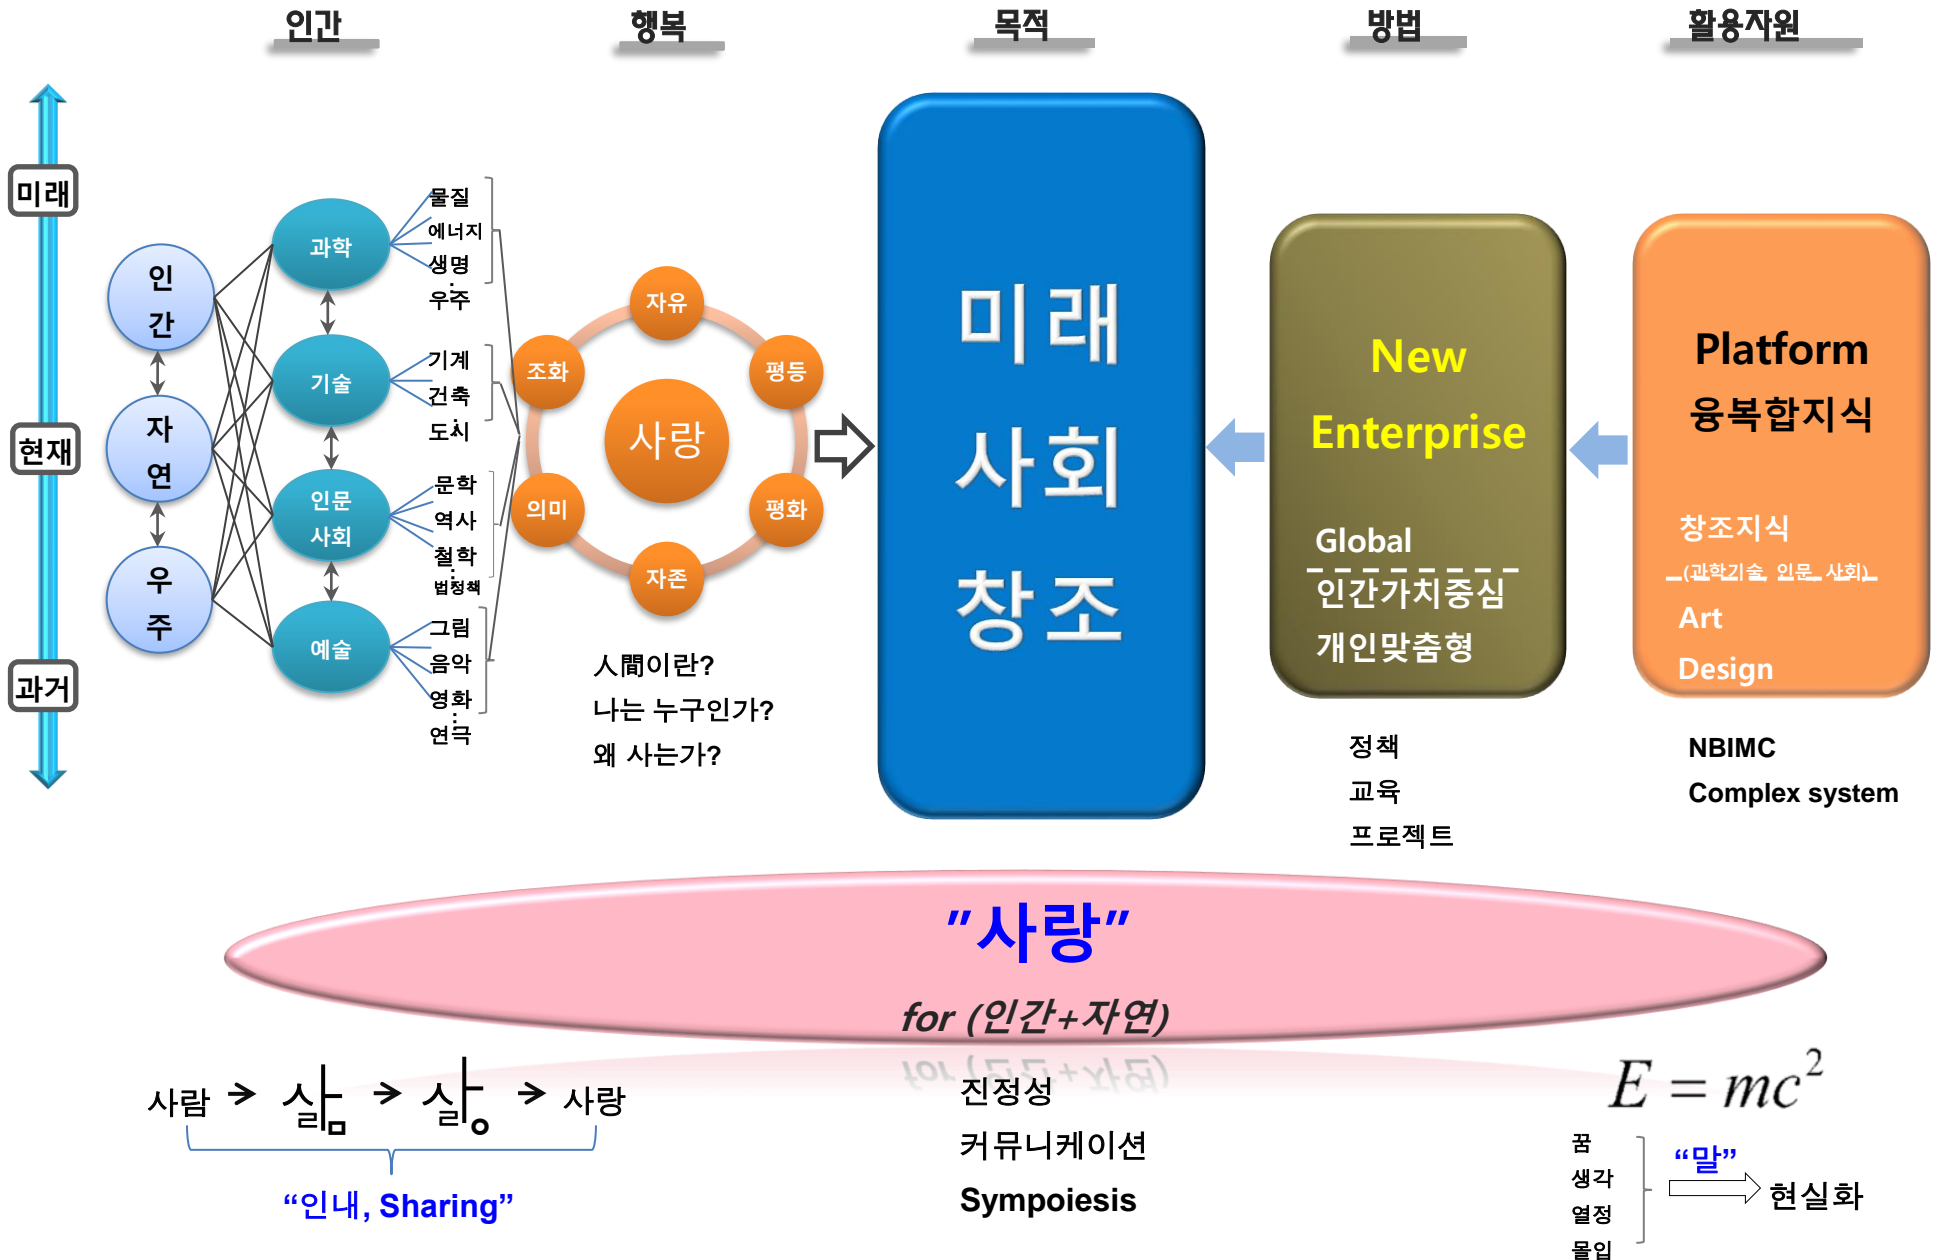 인간
행복
목적
방법
활용자원
미래
현재
과거
인
간
자
연
우
주
과학
기술
인문
사회
예술
물질
에너지
생명
⋮
우주
기계
건축
⋮
도시
문학
역사
철학
⋮
법정책
그림
음악
영화
⋮
연극
자유
평등
평화
자존
의미
조화
사랑
人間이란?
나는 누구인가?
왜 사는가?
미래
사회
창조
New
Enterprise
Global
인간가치중심
개인맞춤형
정책
교육
프로젝트
Platform
융복합지식
창조지식
(과학기술, 인문, 사회)
Art
Design
NBIMC
Complex system
"사랑"
for (인간+자연)
사람 → 삶 → 살ㅇ → 사랑
“인내, Sharing”
진정성
커뮤니케이션
Sympoiesis
E = mc²
꿈
생각
열정
몰입
“말”
현실화